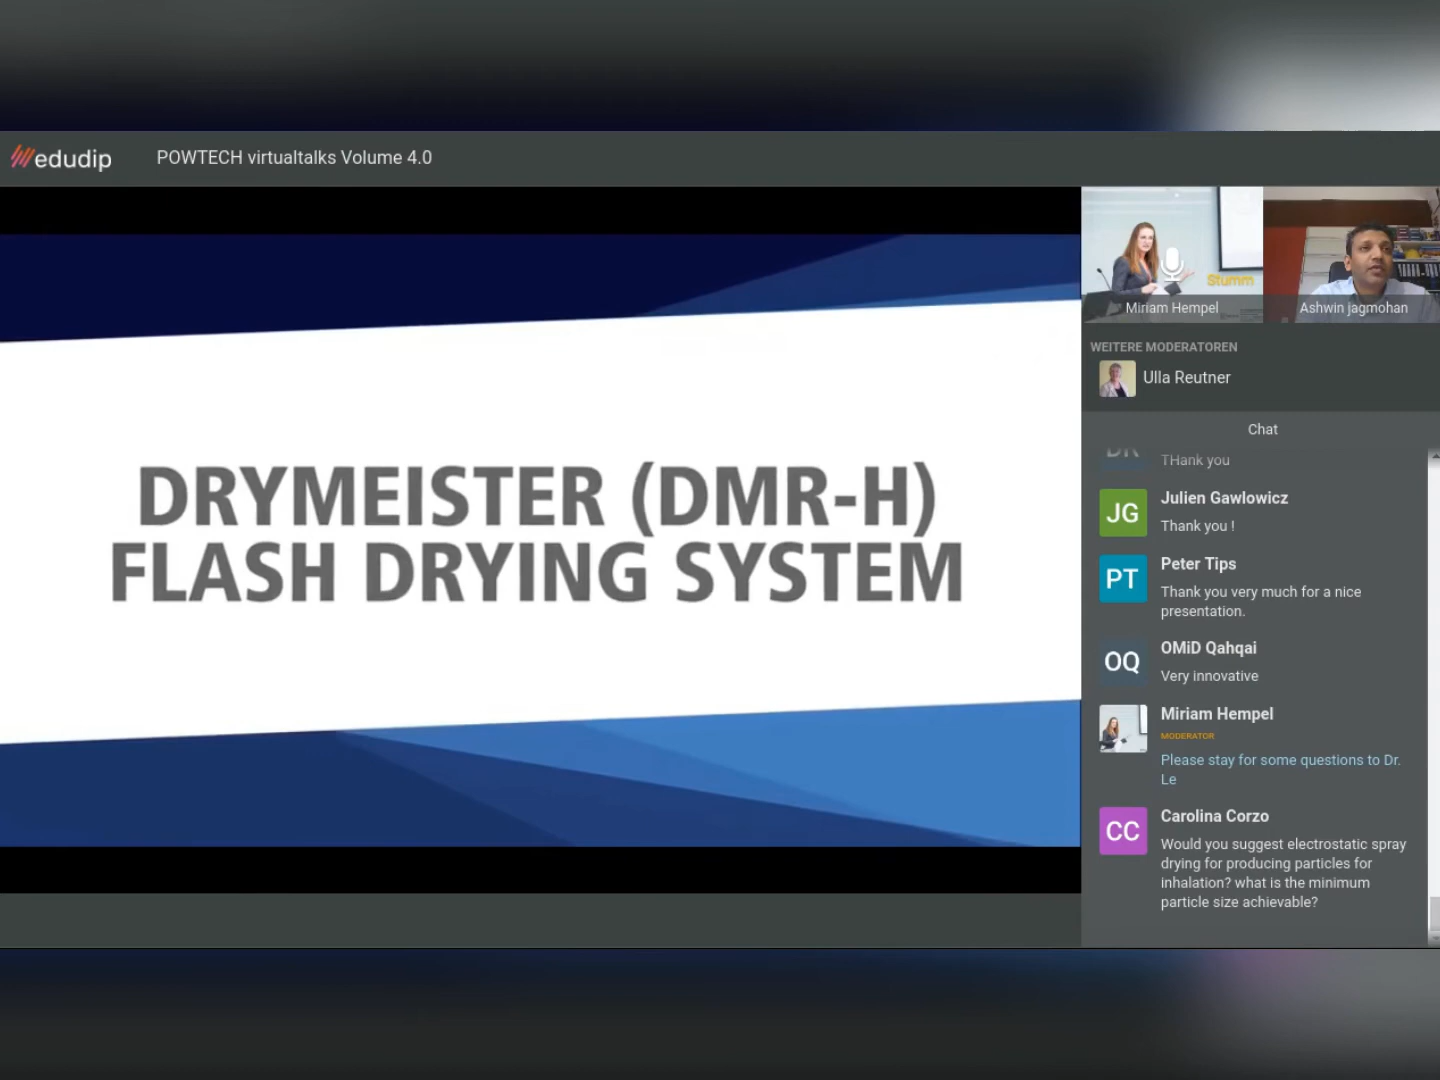 edudip
POWTECH virtualtalks Volume 4.0
DRYMEISTER (DMR-H)
FLASH DRYING SYSTEM
Stumm
Miriam Hempel
Ashwin jagmohan
WEITERE MODERATOREN
Ulla Reutner
Chat
DR
THank you
JG
Julien Gawlowicz
Thank you !
PT
Peter Tips
Thank you very much for a nice
presentation.
OQ
OMiD Qahqai
Very innovative
Miriam Hempel
MODERATOR
Please stay for some questions to Dr.
Le
CC
Carolina Corzo
Would you suggest electrostatic spray
drying for producing particles for
inhalation? what is the minimum
particle size achievable?